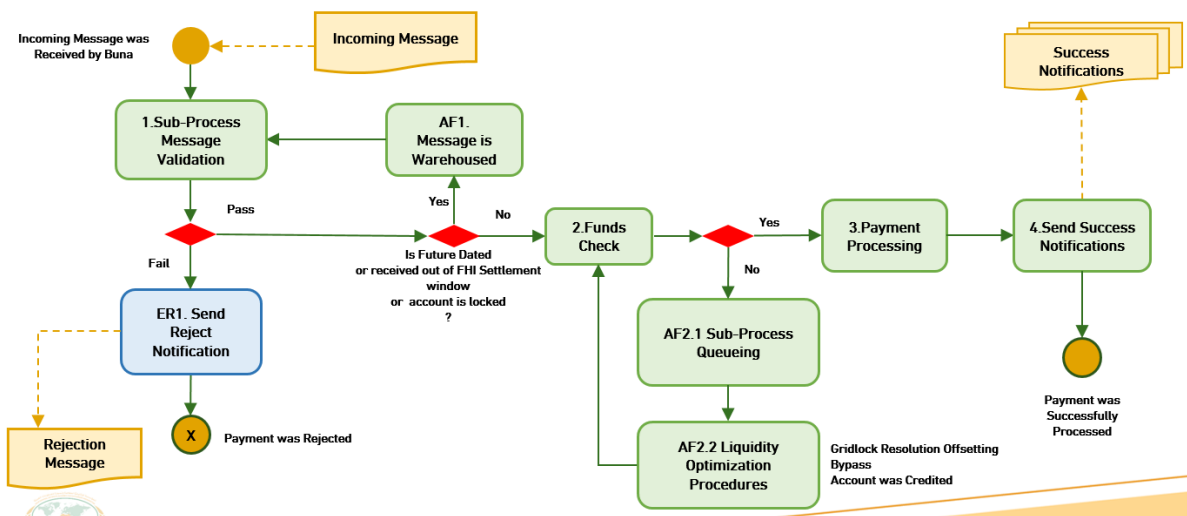 Incoming Message was
Received by Buna
Incoming Message
Success
Notifications
1.Sub-Process
Message
Validation
AF1.
Message is
Warehoused
Pass
Yes
No
2.Funds
Check
Yes
3.Payment
Processing
4.Send Success
Notifications
Fail
Is Future Dated
or received out of FHI Settlement
window
or account is locked
?
No
ER1. Send
Reject
Notification
AF2.1 Sub-Process
Queueing
Payment was
Successfully
Processed
X
Payment was Rejected
Rejection
Message
AF2.2 Liquidity
Optimization
Procedures
Gridlock Resolution Offsetting
Bypass
Account was Credited